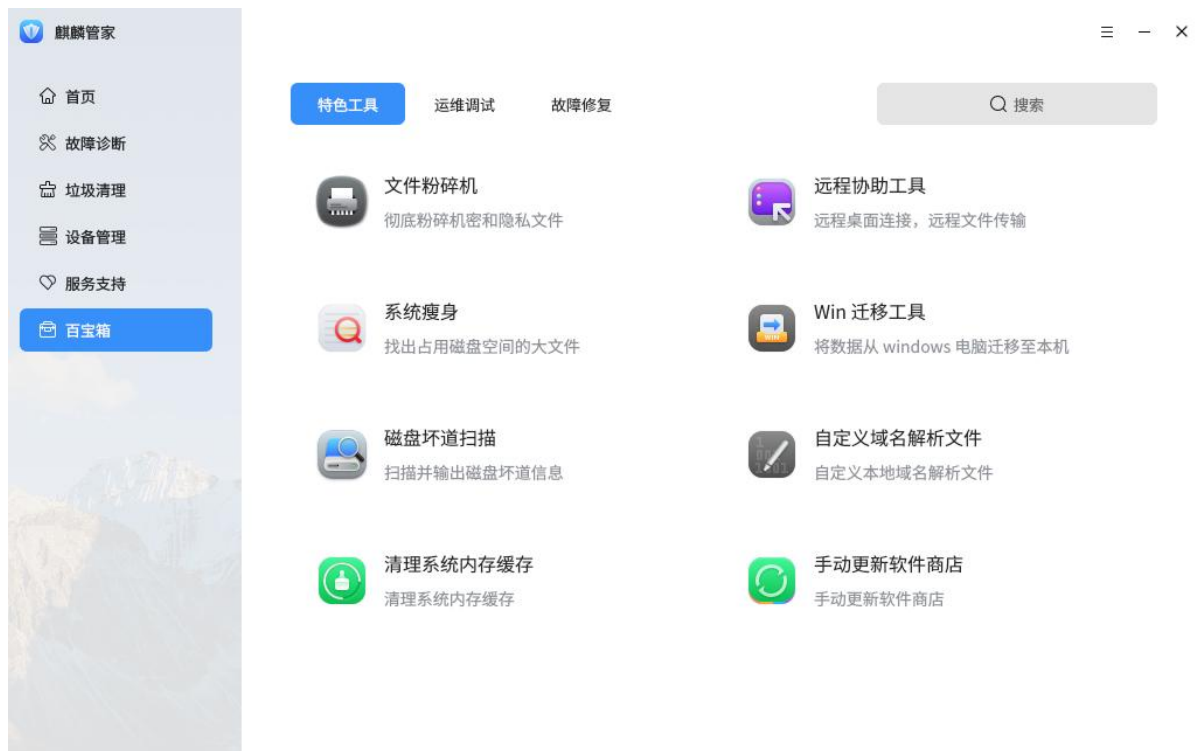 麒麟管家
首页
故障诊断
垃圾清理
设备管理
服务支持
百宝箱
特色工具 运维调试 故障修复 搜索
文件粉碎机
彻底粉碎机密和隐私文件
远程协助工具
远程桌面连接，远程文件传输
系统瘦身
找出占用磁盘空间的大文件
Win 迁移工具
将数据从 windows 电脑迁移至本机
磁盘坏道扫描
扫描并输出磁盘坏道信息
自定义域名解析文件
自定义本地域名解析文件
清理系统内存缓存
清理系统内存缓存
手动更新软件商店
手动更新软件商店